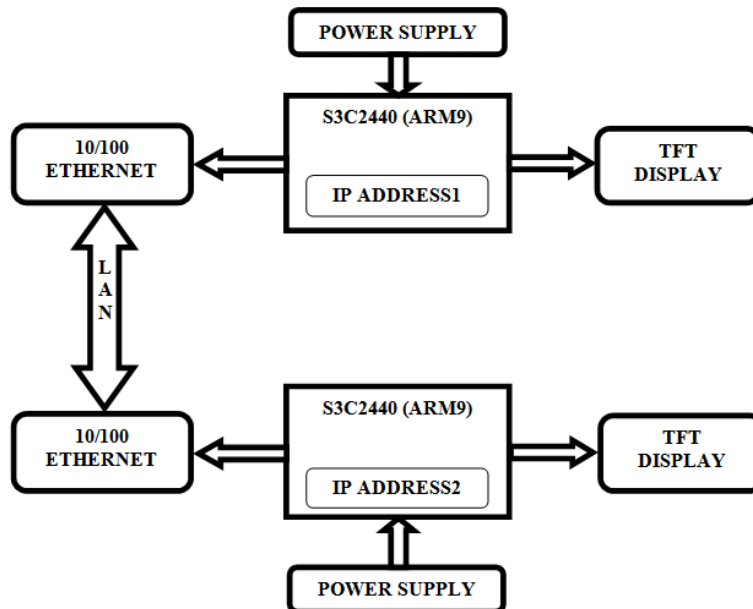 POWER SUPPLY
S3C2440 (ARM9)
IP ADDRESS1
10/100
ETHERNET
TFT
DISPLAY
L
A
N
S3C2440 (ARM9)
IP ADDRESS2
10/100
ETHERNET
TFT
DISPLAY
POWER SUPPLY